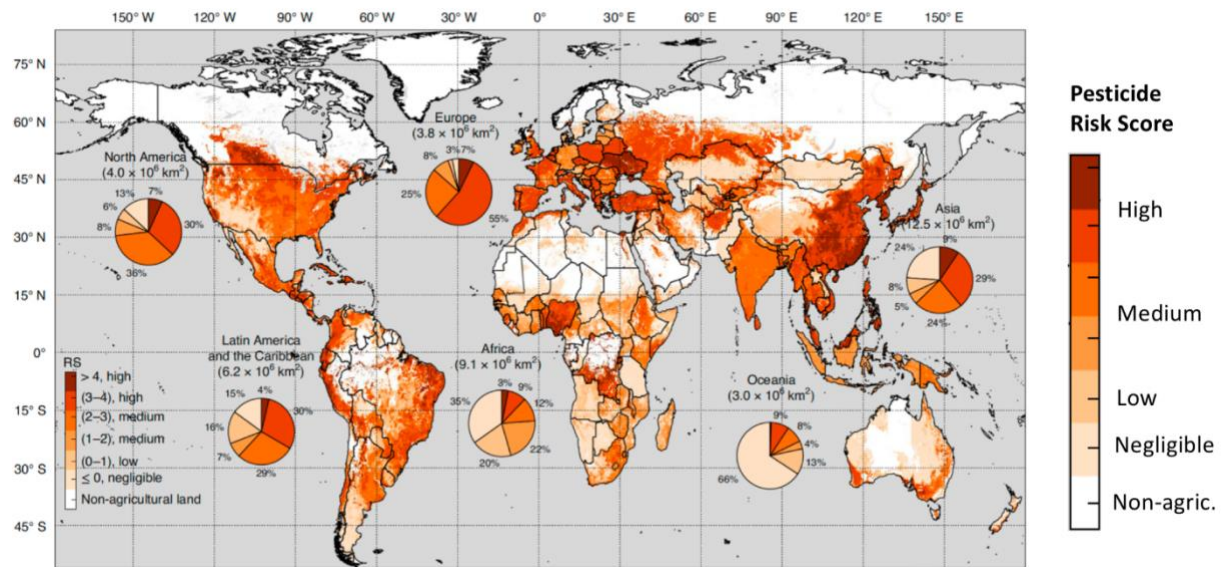 150° W 120° W 90° W 60° W 30° W 0° 30° E 60° E 90° E 120° E 150° E
75° N
60° N
45° N
30° N
15° N
0°
15° S
30° S
45° S
North America
(4.0 × 10⁶ km²)
13% 7%
6%
8%
30%
36%
Europe
(3.8 × 10⁶ km²)
8% 3% 7%
25%
55%
Asia
(12.5 × 10⁶ km²)
24% 9%
8%
5%
29%
24%
Latin America
and the Caribbean
(6.2 × 10⁶ km²)
15% 4%
16%
30%
7%
29%
Africa
(9.1 × 10⁶ km²)
3% 9%
35%
12%
22%
20%
Oceania
(3.0 × 10⁶ km²)
9%
8%
4%
13%
66%
RS
> 4, high
(3–4), high
(2–3), medium
(1–2), medium
(0–1), low
≤ 0, negligible
Non-agricultural land
Pesticide
Risk Score
High
Medium
Low
Negligible
Non-agric.